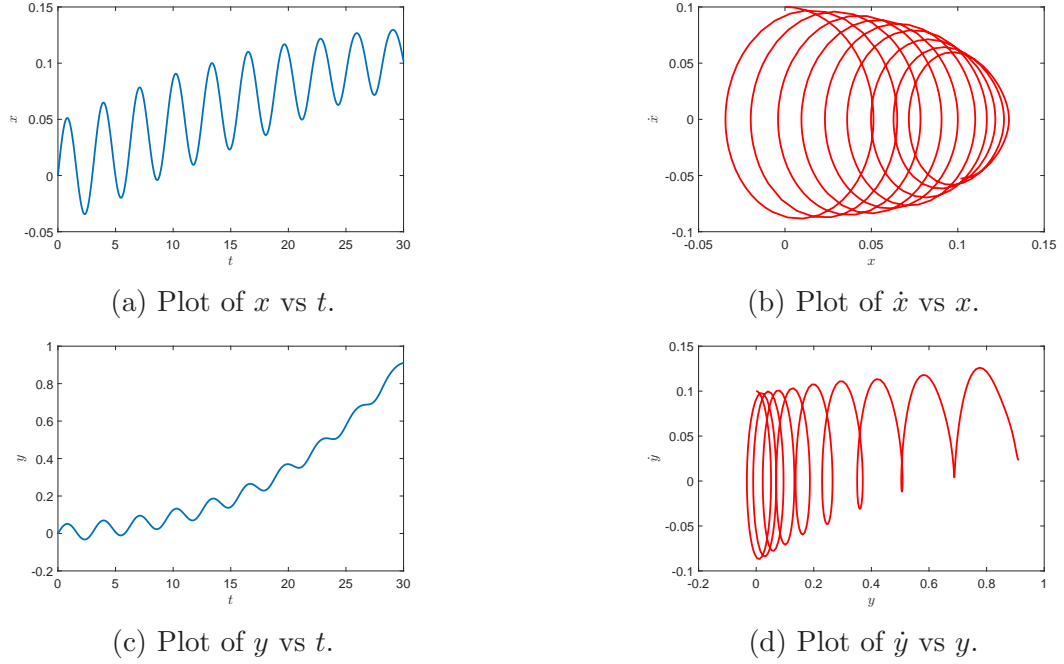 0.15
0.1
0.05
0
-0.05
x
0 5 10 15 20 25 30
t
(a) Plot of x vs t.
0.1
0.05
0
-0.05
-0.1
ẋ
-0.05 0 0.05 0.1 0.15
x
(b) Plot of ẋ vs x.
1
0.8
0.6
0.4
0.2
0
-0.2
y
0 5 10 15 20 25 30
t
(c) Plot of y vs t.
0.15
0.1
0.05
0
-0.05
-0.1
ẏ
-0.2 0 0.2 0.4 0.6 0.8 1
y
(d) Plot of ẏ vs y.